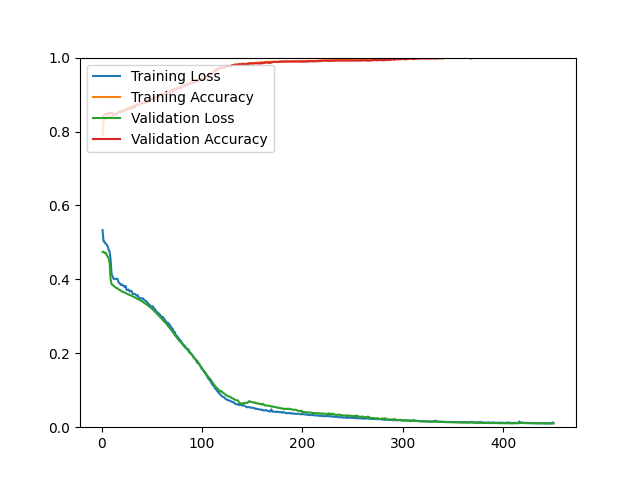 1.0
0.8
0.6
0.4
0.2
0.0
Training Loss
Training Accuracy
Validation Loss
Validation Accuracy
0 100 200 300 400